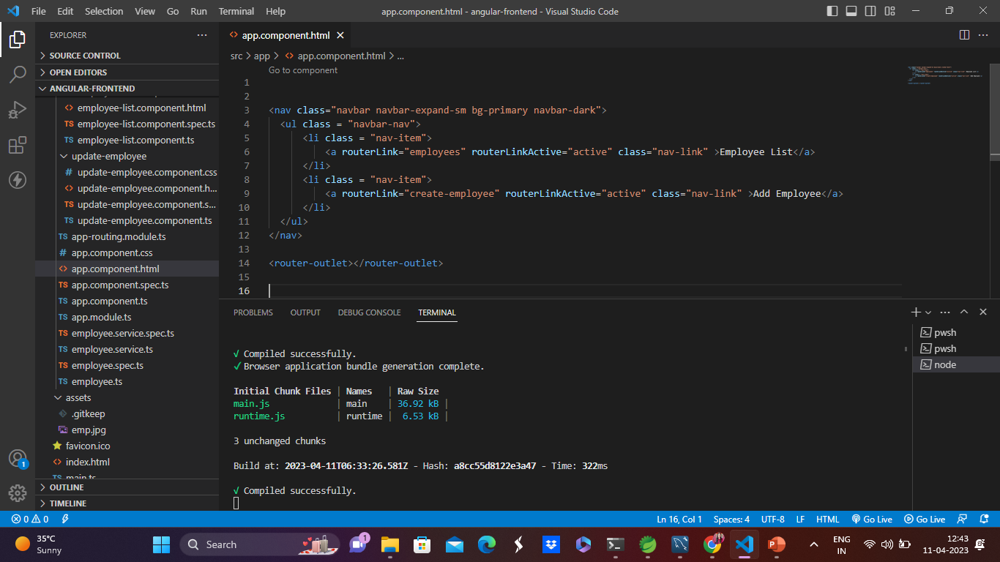 File Edit Selection View Go Run Terminal Help
app.component.html - angular-frontend - Visual Studio Code
EXPLORER
SOURCE CONTROL
OPEN EDITORS
ANGULAR-FRONTEND
employee-list.component.html
TS employee-list.component.spec.ts
TS employee-list.component.ts
update-employee
# update-employee.component.css
update-employee.component.h...
TS update-employee.component.s...
TS update-employee.component.ts
TS app-routing.module.ts
# app.component.css
app.component.html
TS app.component.spec.ts
TS app.component.ts
TS app.module.ts
TS employee.service.spec.ts
TS employee.service.ts
TS employee.spec.ts
TS employee.ts
assets
.gitkeep
emp.jpg
favicon.ico
index.html
TS main.ts
OUTLINE
TIMELINE
1
app.component.html
src > app > app.component.html > ...
Go to component
1
2
3 <nav class="navbar navbar-expand-sm bg-primary navbar-dark">
4 <ul class = "navbar-nav">
5 <li class = "nav-item">
6 <a routerLink="employees" routerLinkActive="active" class="nav-link" >Employee List</a>
7 </li>
8 <li class = "nav-item">
9 <a routerLink="create-employee" routerLinkActive="active" class="nav-link" >Add Employee</a>
10 </li>
11 </ul>
12 </nav>
13
14 <router-outlet></router-outlet>
15
16
PROBLEMS OUTPUT DEBUG CONSOLE TERMINAL
√ Compiled successfully.
✔ Browser application bundle generation complete.
Initial Chunk Files | Names | Raw Size
main.js | main | 36.92 kB |
runtime.js | runtime | 6.53 kB |
3 unchanged chunks
Build at: 2023-04-11T06:33:26.581Z - Hash: a8cc55d8122e3a47 - Time: 322ms
√ Compiled successfully.
pwsh
pwsh
node
0 0 Ln 16, Col 1 Spaces: 4 UTF-8 LF HTML Go Live Go Live
35°C
Sunny
Search
1
ENG
IN
12:43
11-04-2023